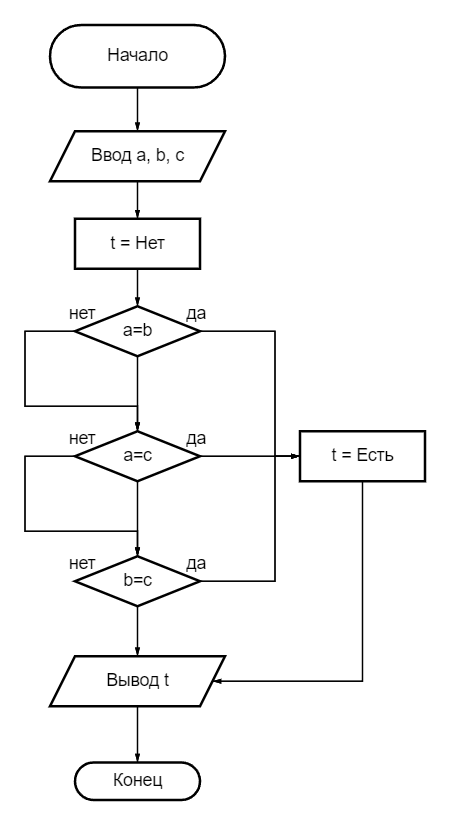 Начало
Ввод a, b, c
t = Нет
нет
да
a=b
нет
да
a=c
t = Есть
нет
да
b=c
Вывод t
Конец